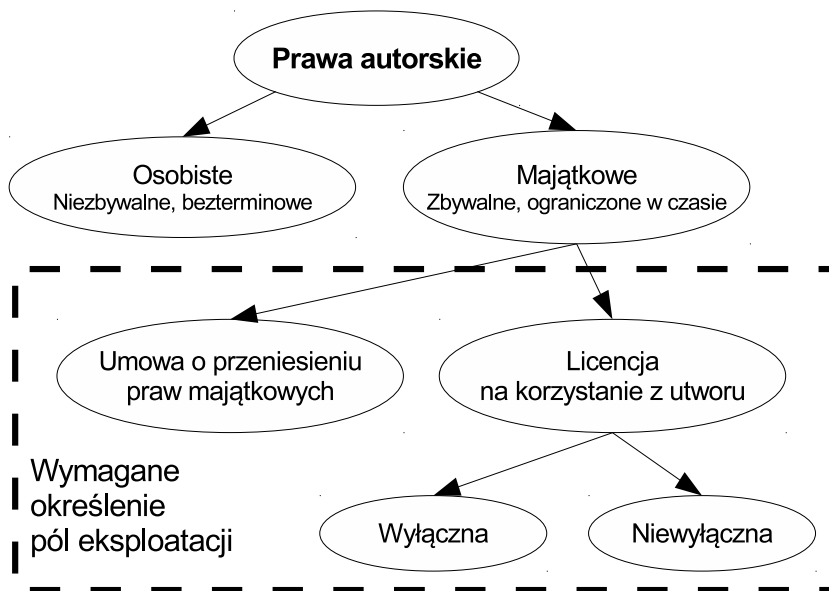 Prawa autorskie
Osobiste
Niezbywalne, bezterminowe
Majątkowe
Zbywalne, ograniczone w czasie
Umowa o przeniesieniu
praw majątkowych
Licencja
na korzystanie z utworu
Wymagane
określenie
pól eksploatacji
Wyłączna
Niewyłączna